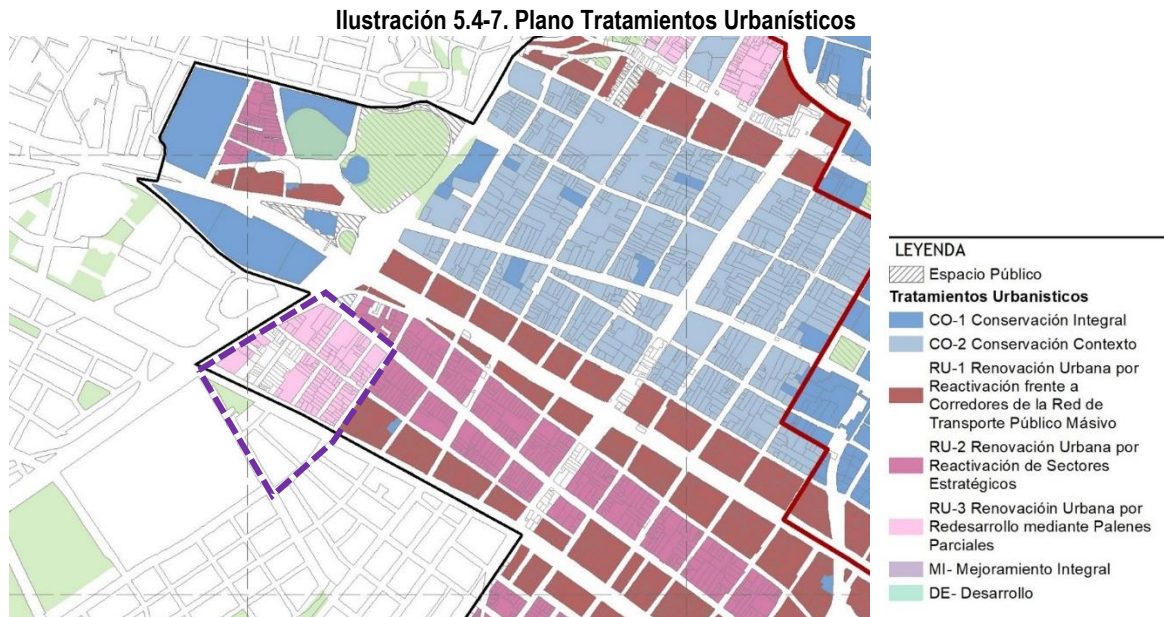 Ilustración 5.4-7. Plano Tratamientos Urbanísticos
LEYENDA
Espacio Público
Tratamientos Urbanisticos
CO-1 Conservación Integral
CO-2 Conservación Contexto
RU-1 Renovación Urbana por
Reactivación frente a
Corredores de la Red de
Transporte Público Másivo
RU-2 Renovación Urbana por
Reactivación de Sectores
Estratégicos
RU-3 Renovacióin Urbana por
Redesarrollo mediante Palenes
Parciales
MI- Mejoramiento Integral
DE- Desarrollo